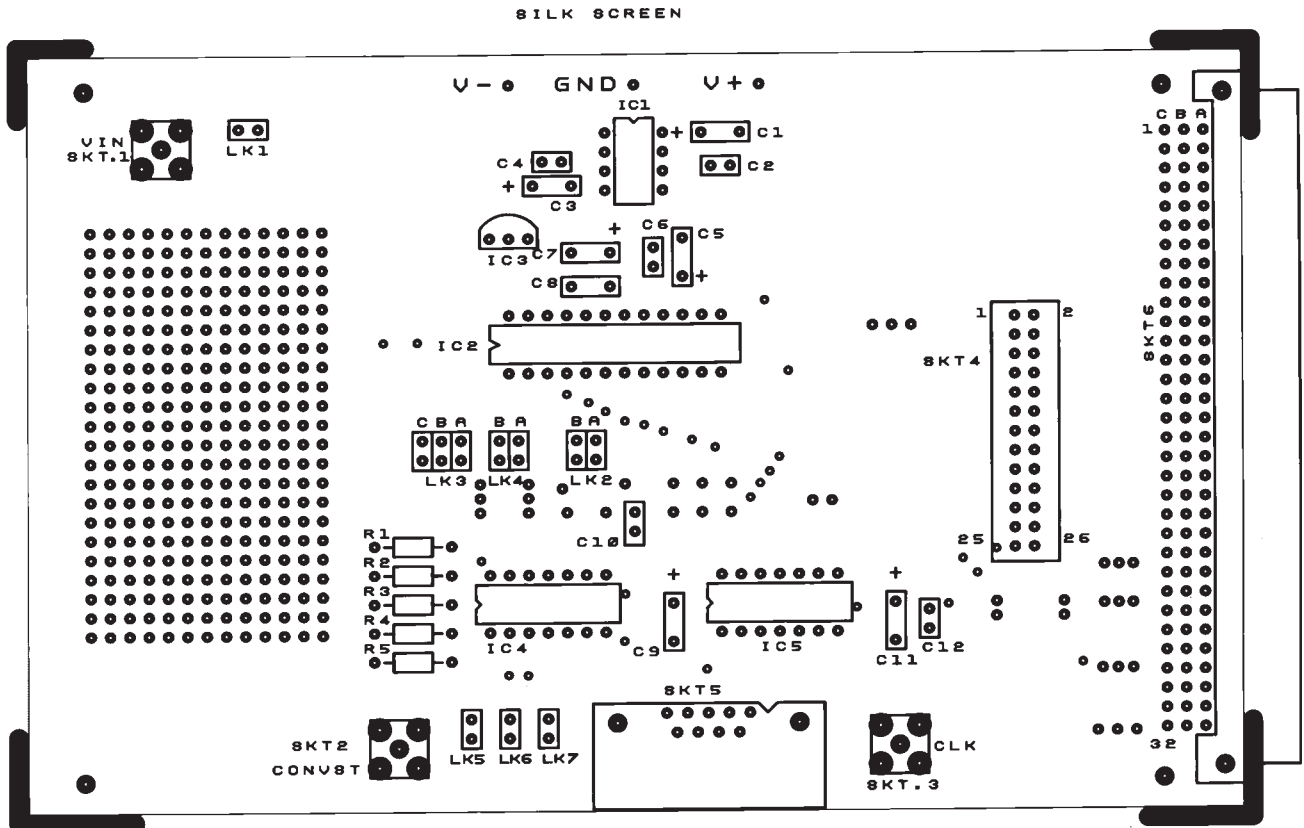 SILK SCREEN
V- GND V+
IC1
+ C1
VIN
SKT.1
LK1
C4
C2
+
C3
C B A
1
+
C6
C5
IC3
C7
+
C8
1
2
IC2
SKT4
SKT6
C B A
B A
B A
LK3
LK4
LK2
C10
25
26
R1
R2
R3
R4
R5
+
+
IC4
C9
IC5
C11
C12
SKT5
SKT2
CONVST
LK5
LK6
LK7
CLK
SKT.3
32